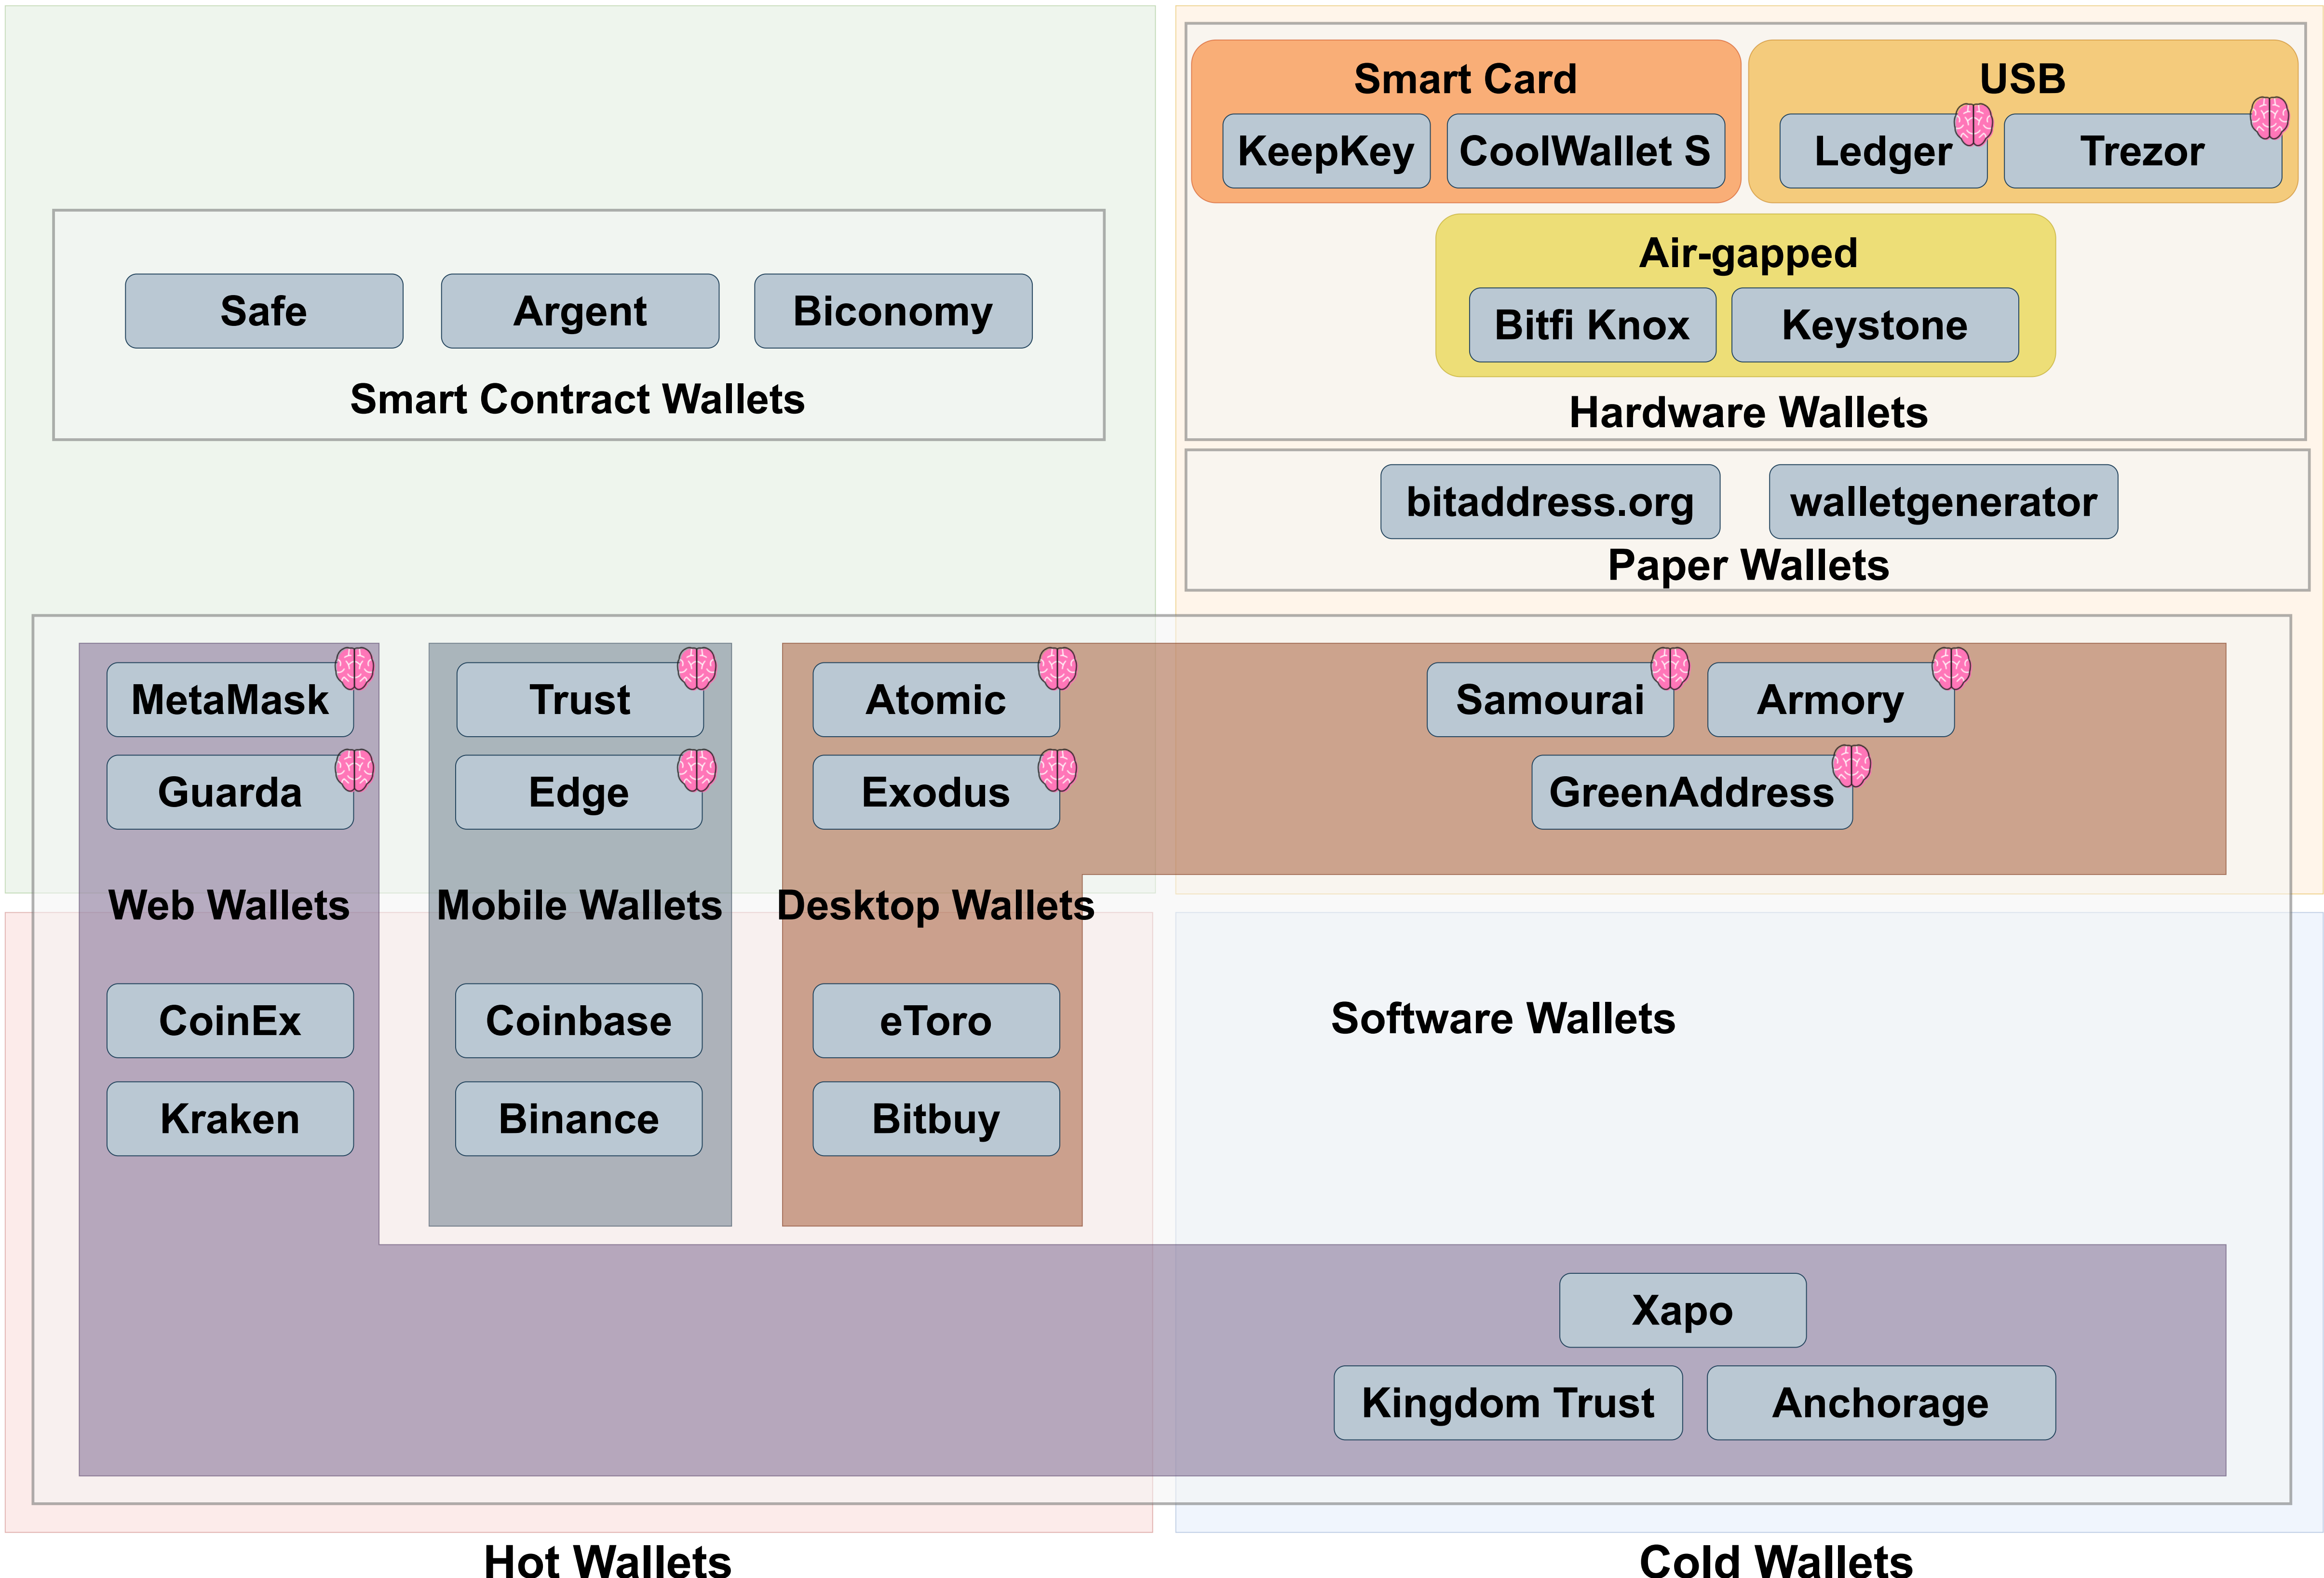 Smart Card
KeepKey
CoolWallet S
USB
Ledger
Trezor
Air-gapped
Bitfi Knox
Keystone
Hardware Wallets
Safe
Argent
Biconomy
Smart Contract Wallets
bitaddress.org
walletgenerator
Paper Wallets
MetaMask
Guarda
Web Wallets
CoinEx
Kraken
Trust
Edge
Mobile Wallets
Coinbase
Binance
Atomic
Exodus
Desktop Wallets
eToro
Bitbuy
Samourai
Armory
GreenAddress
Software Wallets
Xapo
Kingdom Trust
Anchorage
Hot Wallets
Cold Wallets